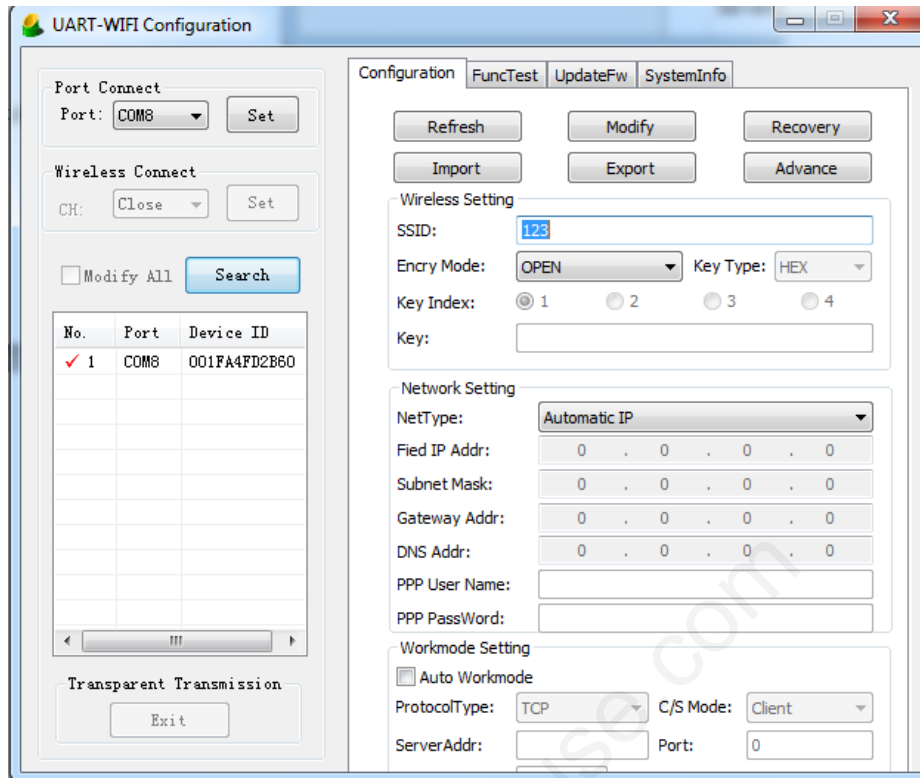 UART-WIFI Configuration
Port Connect
Port: COM8 Set
Wireless Connect
CH: Close Set
Modify All Search
No. Port Device ID
1 COM8 001FA4FD2B60
Transparent Transmission
Exit
Configuration FuncTest UpdateFw SystemInfo
Refresh Modify Recovery
Import Export Advance
Wireless Setting
SSID: 123
Encry Mode: OPEN Key Type: HEX
Key Index: 1 2 3 4
Key:
Network Setting
NetType: Automatic IP
Fied IP Addr: 0 . 0 . 0 . 0
Subnet Mask: 0 . 0 . 0 . 0
Gateway Addr: 0 . 0 . 0 . 0
DNS Addr: 0 . 0 . 0 . 0
PPP User Name:
PPP PassWord:
Workmode Setting
Auto Workmode
ProtocolType: TCP C/S Mode: Client
ServerAddr: Port: 0